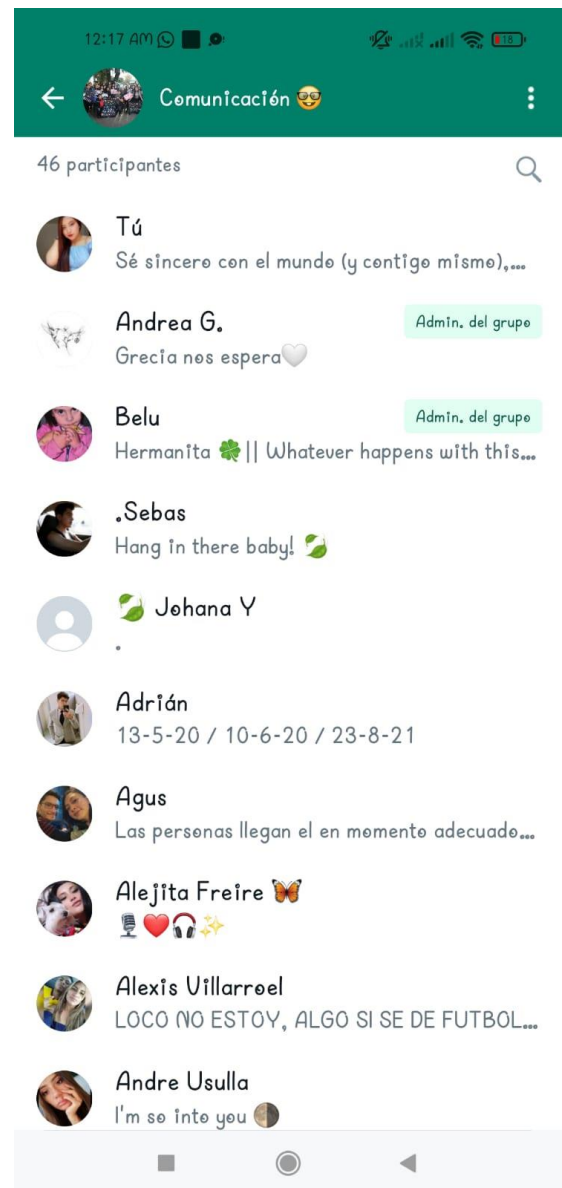 12:17 AM 18
Comunicación 🤓
46 participantes
Tú
Sé sincero con el mundo (y contigo mismo),...
Andrea G.
Admin. del grupo
Grecia nos espera🤍
Belu
Admin. del grupo
Hermanita 🍀|| Whatever happens with this...
.Sebas
Hang in there baby! 🍃
🍃 Johana Y
.
Adrián
13-5-20 / 10-6-20 / 23-8-21
Agus
Las personas llegan el en momento adecuado...
Alejita Freire 🦋
🎙️❤️🎧✨
Alexis Villarroel
LOCO NO ESTOY, ALGO SI SE DE FUTBOL...
Andre Usulla
I'm so into you 🌗